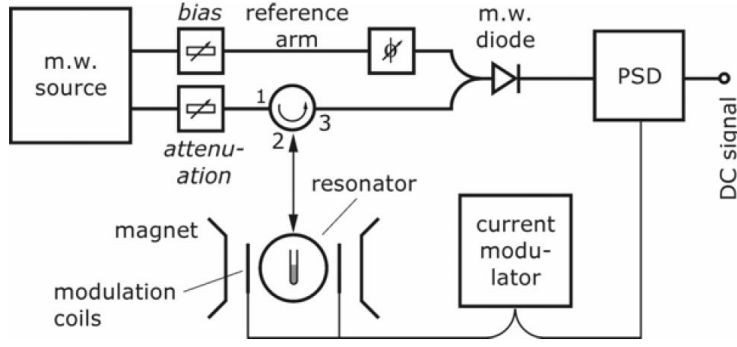 bias
reference
arm
m.w.
diode
m.w.
source
PSD
1
2
3
attenu-
ation
DC signal
resonator
magnet
current
modu-
lator
modulation
coils